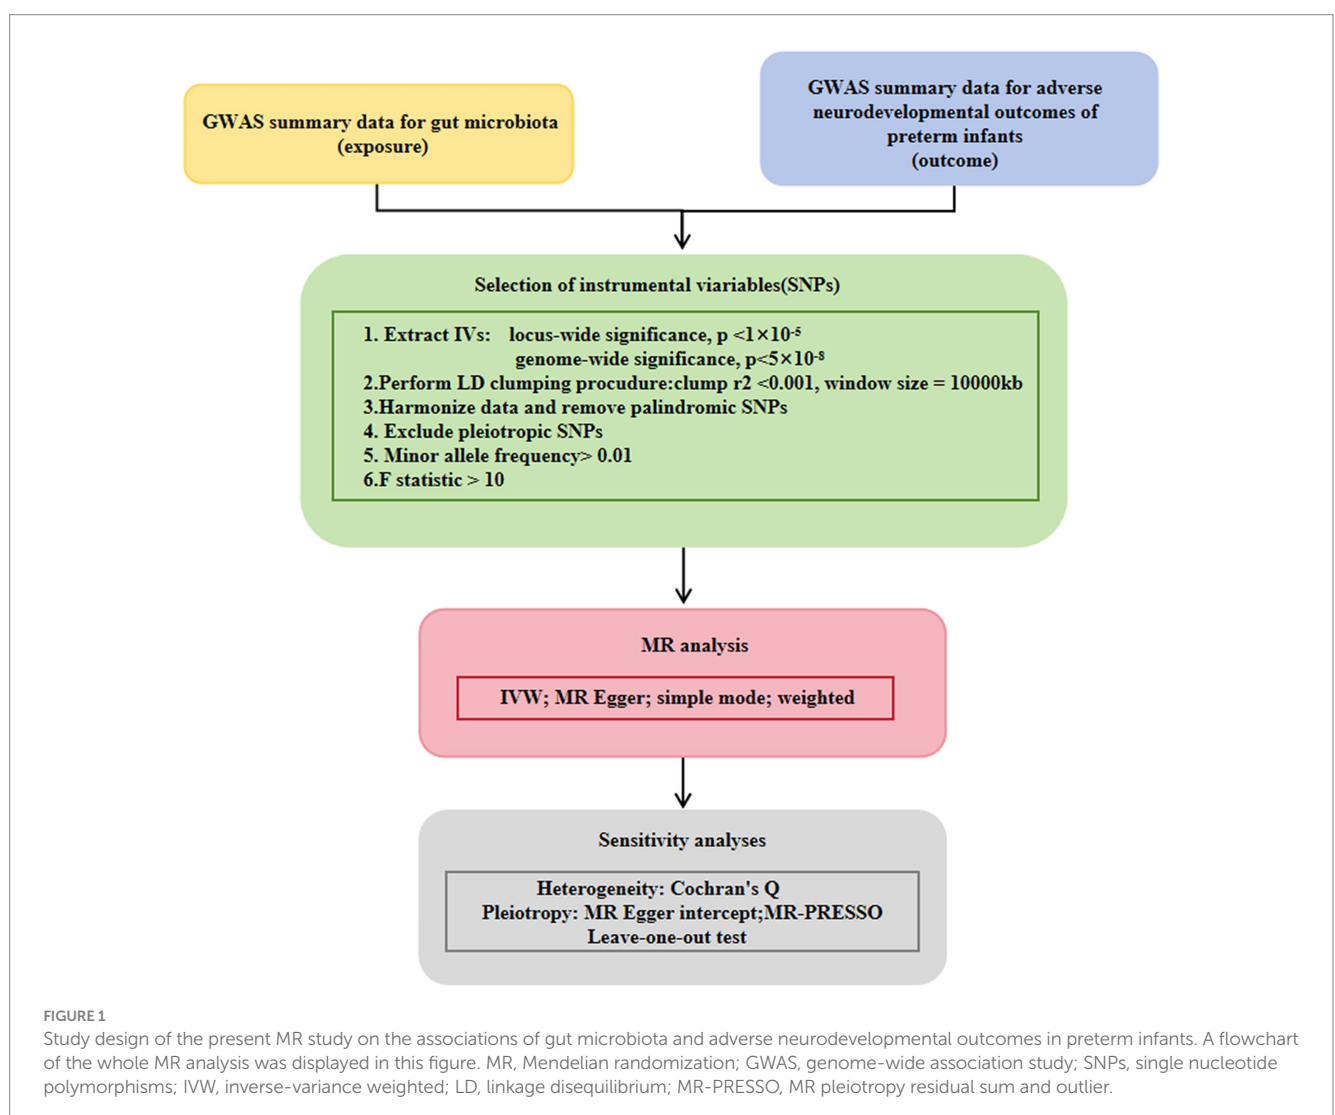 GWAS summary data for gut microbiota
(exposure)
GWAS summary data for adverse
neurodevelopmental outcomes of
preterm infants
(outcome)
Selection of instrumental viariables(SNPs)
1. Extract IVs: locus-wide significance, p <1×10⁻⁵
genome-wide significance, p<5×10⁻⁸
2.Perform LD clumping procudure:clump r2 <0.001, window size = 10000kb
3.Harmonize data and remove palindromic SNPs
4. Exclude pleiotropic SNPs
5. Minor allele frequency> 0.01
6.F statistic > 10
MR analysis
IVW; MR Egger; simple mode; weighted
Sensitivity analyses
Heterogeneity: Cochran's Q
Pleiotropy: MR Egger intercept;MR-PRESSO
Leave-one-out test
FIGURE 1
Study design of the present MR study on the associations of gut microbiota and adverse neurodevelopmental outcomes in preterm infants. A flowchart
of the whole MR analysis was displayed in this figure. MR, Mendelian randomization; GWAS, genome-wide association study; SNPs, single nucleotide
polymorphisms; IVW, inverse-variance weighted; LD, linkage disequilibrium; MR-PRESSO, MR pleiotropy residual sum and outlier.